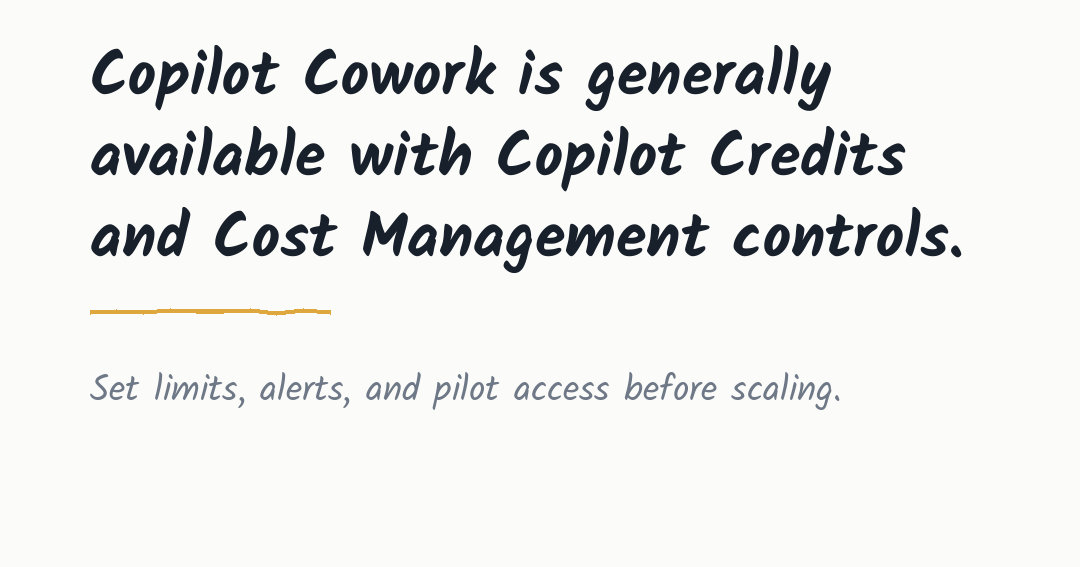 Copilot Cowork is generally
available with Copilot Credits
and Cost Management controls.
Set limits, alerts, and pilot access before scaling.